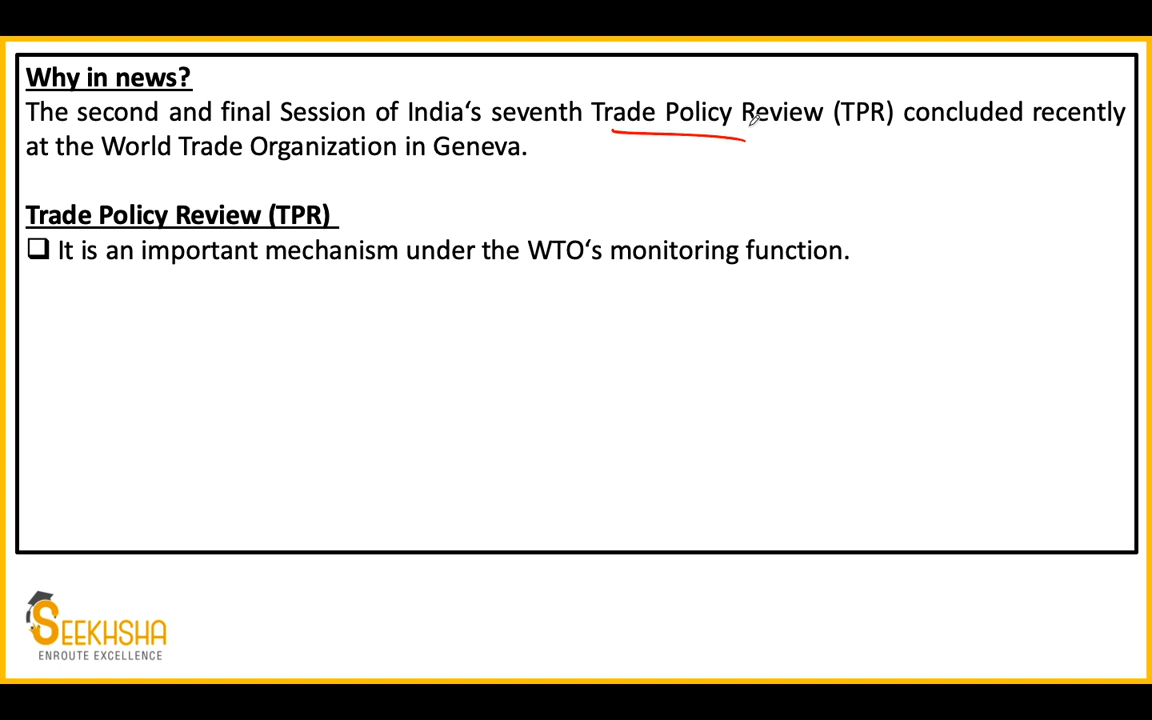 Why in news?
The second and final Session of India‘s seventh Trade Policy Review (TPR) concluded recently
at the World Trade Organization in Geneva.
Trade Policy Review (TPR)
❑ It is an important mechanism under the WTO‘s monitoring function.
SEEKHSHA
ENROUTE EXCELLENCE